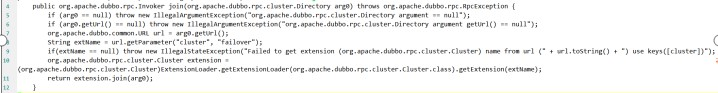 4 public org.apache.dubbo.rpc.Invoker join(org.apache.dubbo.rpc.cluster.Directory arg0) throws org.apache.dubbo.rpc.RpcException {
5 if (arg0 == null) throw new IllegalArgumentException("org.apache.dubbo.rpc.cluster.Directory argument == null");
6 if (arg0.getUrl() == null) throw new IllegalArgumentException("org.apache.dubbo.rpc.cluster.Directory argument getUrl() == null");
7 org.apache.dubbo.common.URL url = arg0.getUrl();
8 String extName = url.getParameter("cluster", "failover");
9 if(extName == null) throw new IllegalStateException("Failed to get extension (org.apache.dubbo.rpc.cluster.Cluster) name from url (" + url.toString() + ") use keys([cluster])");
10 org.apache.dubbo.rpc.cluster.Cluster extension =
(org.apache.dubbo.rpc.cluster.Cluster)ExtensionLoader.getExtensionLoader(org.apache.dubbo.rpc.cluster.Cluster.class).getExtension(extName);
11 return extension.join(arg0);
12 }